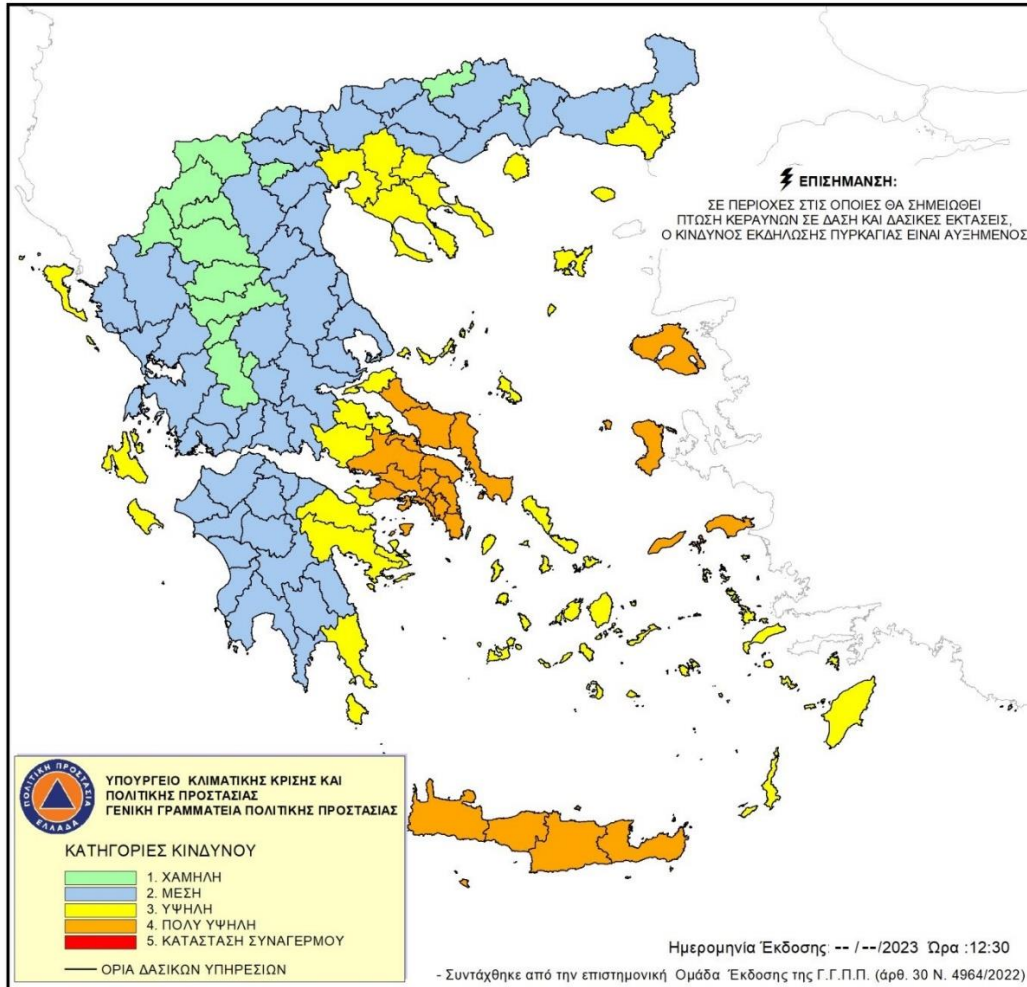 ΕΠΙΣΗΜΑΝΣΗ:
ΣΕ ΠΕΡΙΟΧΕΣ ΣΤΙΣ ΟΠΟΙΕΣ ΘΑ ΣΗΜΕΙΩΘΕΙ
ΠΤΩΣΗ ΚΕΡΑΥΝΩΝ ΣΕ ΔΑΣΗ ΚΑΙ ΔΑΣΙΚΕΣ ΕΚΤΑΣΕΙΣ,
Ο ΚΙΝΔΥΝΟΣ ΕΚΔΗΛΩΣΗΣ ΠΥΡΚΑΓΙΑΣ ΕΙΝΑΙ ΑΥΞΗΜΕΝΟΣ
ΠΟΛΙΤΙΚΗ ΠΡΟΣΤΑΣΙΑ
ΕΛΛΑΔΑ
ΥΠΟΥΡΓΕΙΟ ΚΛΙΜΑΤΙΚΗΣ ΚΡΙΣΗΣ ΚΑΙ
ΠΟΛΙΤΙΚΗΣ ΠΡΟΣΤΑΣΙΑΣ
ΓΕΝΙΚΗ ΓΡΑΜΜΑΤΕΙΑ ΠΟΛΙΤΙΚΗΣ ΠΡΟΣΤΑΣΙΑΣ
ΚΑΤΗΓΟΡΙΕΣ ΚΙΝΔΥΝΟΥ
1. ΧΑΜΗΛΗ
2. ΜΕΣΗ
3. ΥΨΗΛΗ
4. ΠΟΛΥ ΥΨΗΛΗ
5. ΚΑΤΑΣΤΑΣΗ ΣΥΝΑΓΕΡΜΟΥ
ΟΡΙΑ ΔΑΣΙΚΩΝ ΥΠΗΡΕΣΙΩΝ
Ημερομηνία Έκδοσης: -- / --/2023 Ώρα :12:30
- Συντάχθηκε από την επιστημονική Ομάδα Έκδοσης της Γ.Γ.Π.Π. (άρθ. 30 Ν. 4964/2022)